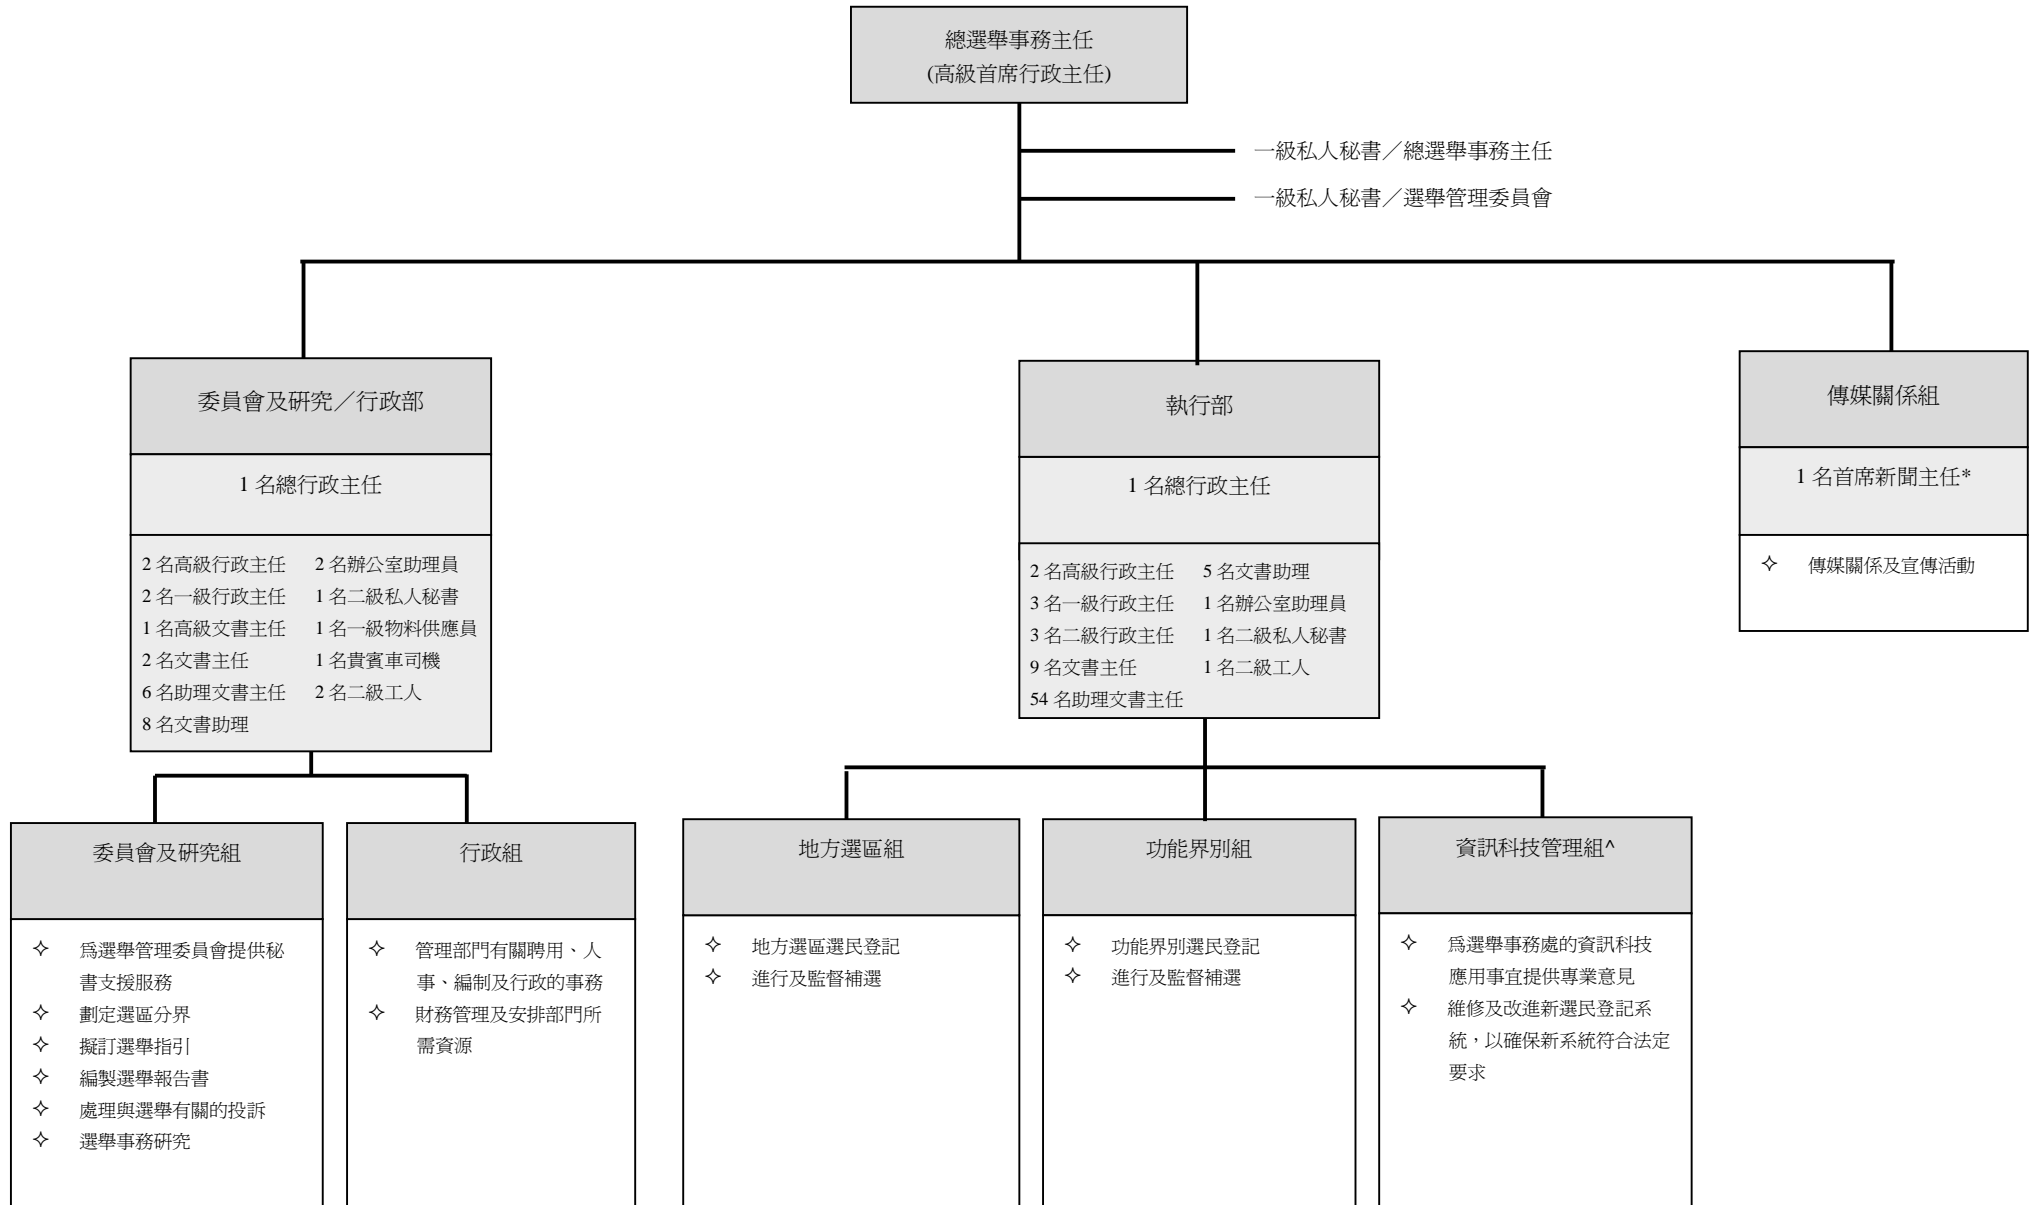 總選舉事務主任
(高級首席行政主任)
一級私人秘書／總選舉事務主任
一級私人秘書／選舉管理委員會
委員會及研究／行政部
1 名總行政主任
2 名高級行政主任 2 名辦公室助理員
2 名一級行政主任 1 名二級私人秘書
1 名高級文書主任 1 名一級物料供應員
2 名文書主任 1 名貴賓車司機
6 名助理文書主任 2 名二級工人
8 名文書助理
執行部
1 名總行政主任
2 名高級行政主任 5 名文書助理
3 名一級行政主任 1 名辦公室助理員
3 名二級行政主任 1 名二級私人秘書
9 名文書主任 1 名二級工人
54 名助理文書主任
傳媒關係組
1 名首席新聞主任*
✧ 傳媒關係及宣傳活動
委員會及研究組
✧ 爲選舉管理委員會提供秘
書支援服務
✧ 劃定選區分界
✧ 擬訂選舉指引
✧ 編製選舉報告書
✧ 處理與選舉有關的投訴
✧ 選舉事務研究
行政組
✧ 管理部門有關聘用、人
事、編制及行政的事務
✧ 財務管理及安排部門所
需資源
地方選區組
✧ 地方選區選民登記
✧ 進行及監督補選
功能界別組
✧ 功能界別選民登記
✧ 進行及監督補選
資訊科技管理組^
✧ 爲選舉事務處的資訊科技
應用事宜提供專業意見
✧ 維修及改進新選民登記系
統，以確保新系統符合法定
要求